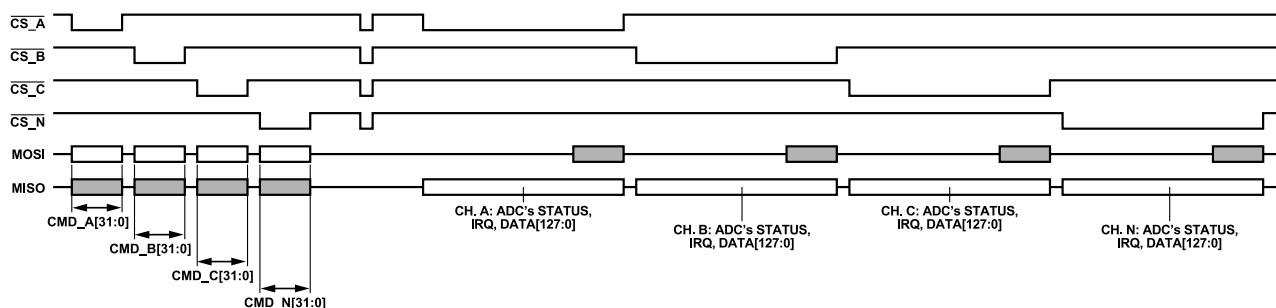 CS_A
CS_B
CS_C
CS_N
MOSI
MISO
CMD_A[31:0]
CMD_B[31:0]
CMD_C[31:0]
CMD_N[31:0]
CH. A: ADC's STATUS,
IRQ, DATA[127:0]
CH. B: ADC's STATUS,
IRQ, DATA[127:0]
CH. C: ADC's STATUS,
IRQ, DATA[127:0]
CH. N: ADC's STATUS,
IRQ, DATA[127:0]